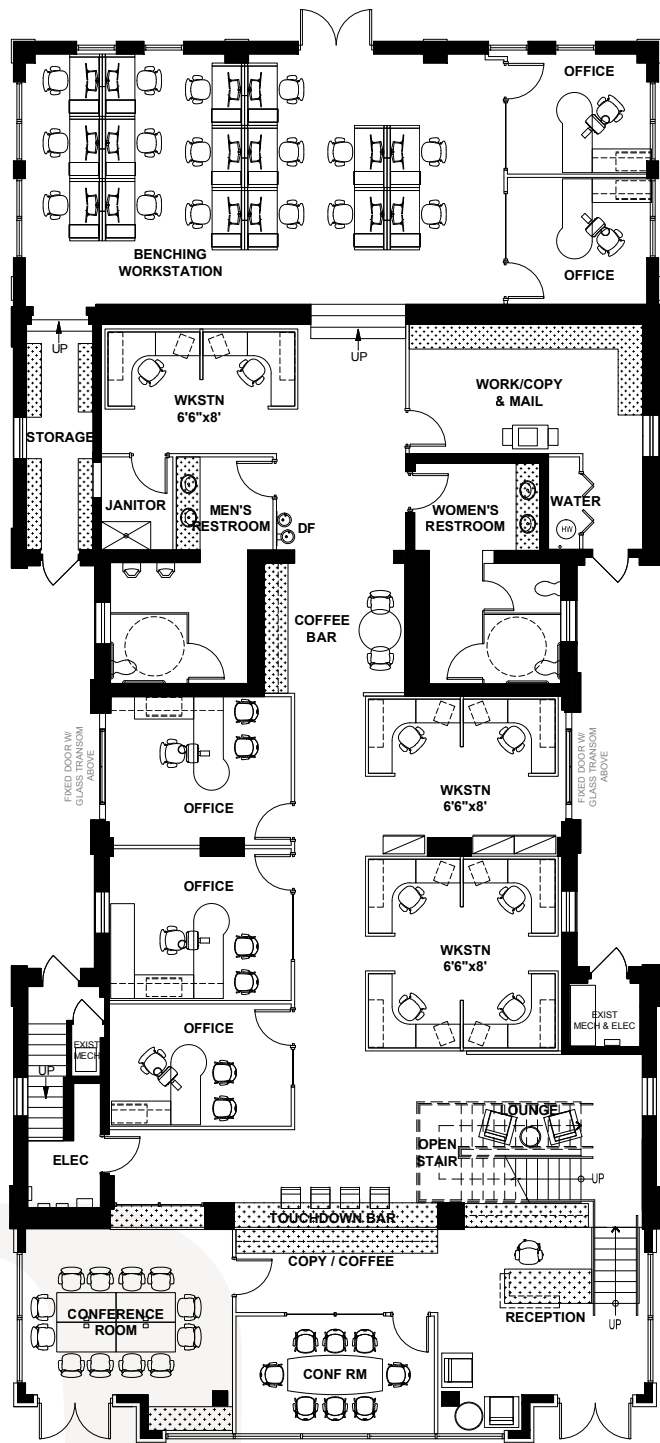 OFFICE
BENCHING
WORKSTATION
OFFICE
UP
UP
WKSTN
6'6"x8'
WORK/COPY
& MAIL
STORAGE
JANITOR
MEN'S
RESTROOM
DF
WOMEN'S
RESTROOM
WATER
HW
COFFEE
BAR
FIXED DOOR W/
GLASS TRANSOM
ABOVE
OFFICE
WKSTN
6'6"x8'
FIXED DOOR W/
GLASS TRANSOM
ABOVE
OFFICE
WKSTN
6'6"x8'
OFFICE
EXIST
MECH
UP
EXIST
MECH & ELEC
LOUNGE
OPEN
STAIR
UP
ELEC
TOUCHDOWN BAR
COPY / COFFEE
CONFERENCE
ROOM
RECEPTION
UP
CONF RM